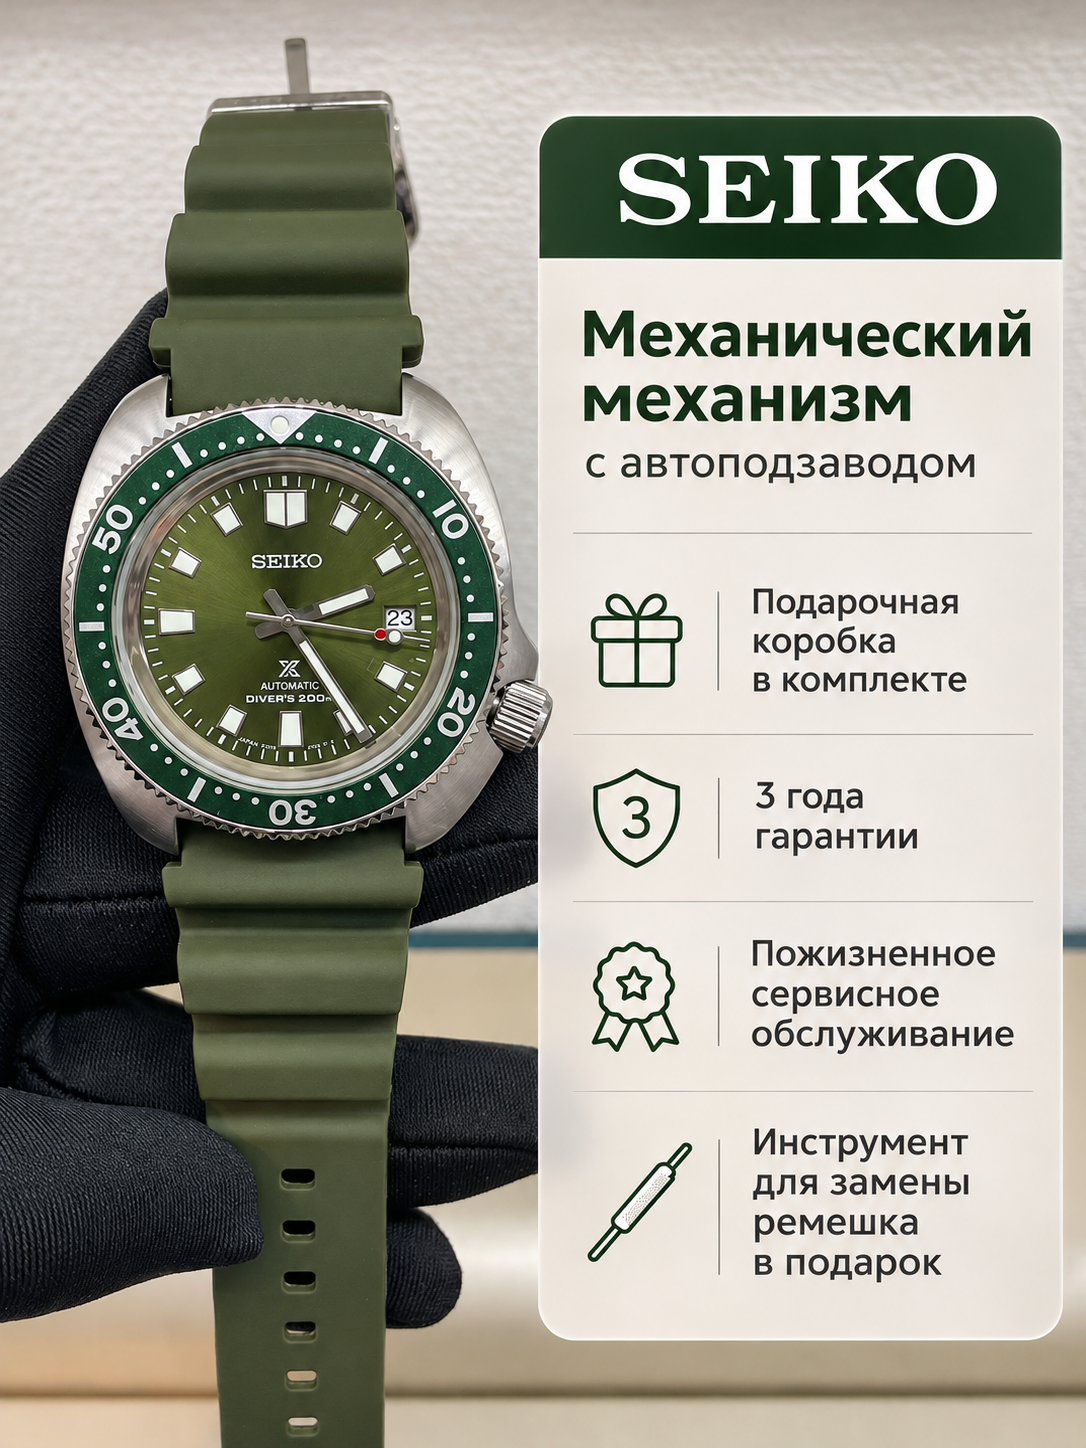 SEIKO
Механический
механизм
с автоподзаводом
Подарочная
коробка
в комплекте
3
3 года
гарантии
Пожизненное
сервисное
обслуживание
Инструмент
для замены
ремешка
в подарок
10
20
30
40
50
SEIKO
23
AUTOMATIC
DIVER'S 200